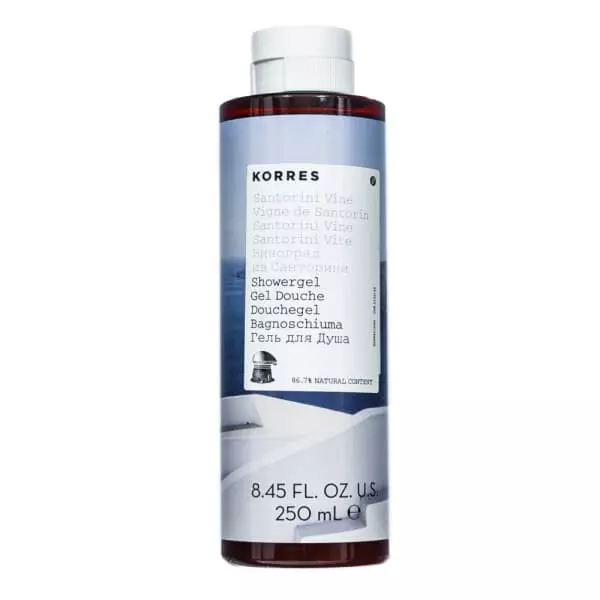 KORRES
Santorini Vine
Vigne de Santorin
Santorini Vine
Santorini Vite
Виноград
из Санторини
Showergel
Gel Douche
Douchegel
Bagnoschiuma
Гель для Душа
86.7% NATURAL CONTENT
8.45 FL. OZ. U.S.
250 mL ℮